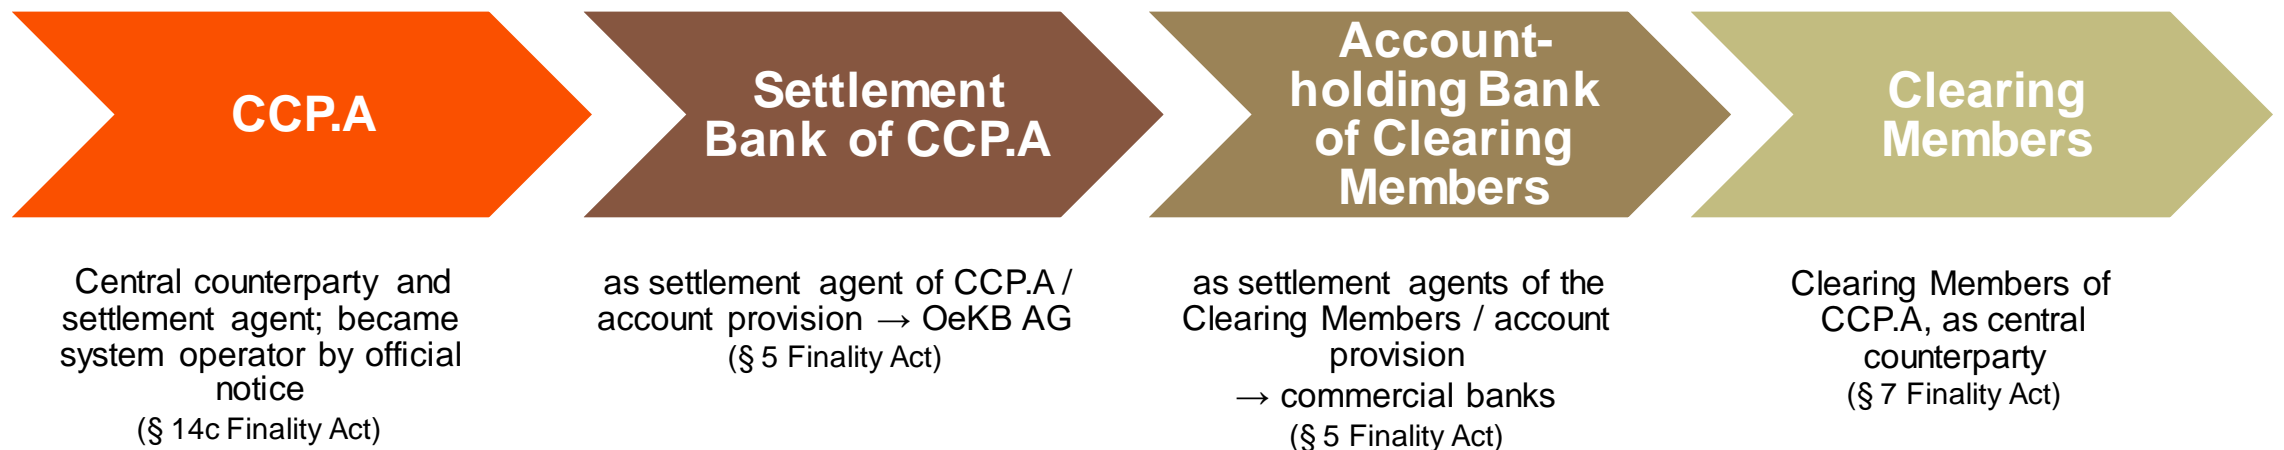 CCP.A
Central counterparty and
settlement agent; became
system operator by official
notice
(§ 14c Finality Act)
Settlement
Bank of CCP.A
as settlement agent of CCP.A /
account provision → OeKB AG
(§ 5 Finality Act)
Account-
holding Bank
of Clearing
Members
as settlement agents of the
Clearing Members / account
provision
→ commercial banks
(§ 5 Finality Act)
Clearing
Members
Clearing Members of
CCP.A, as central
counterparty
(§ 7 Finality Act)